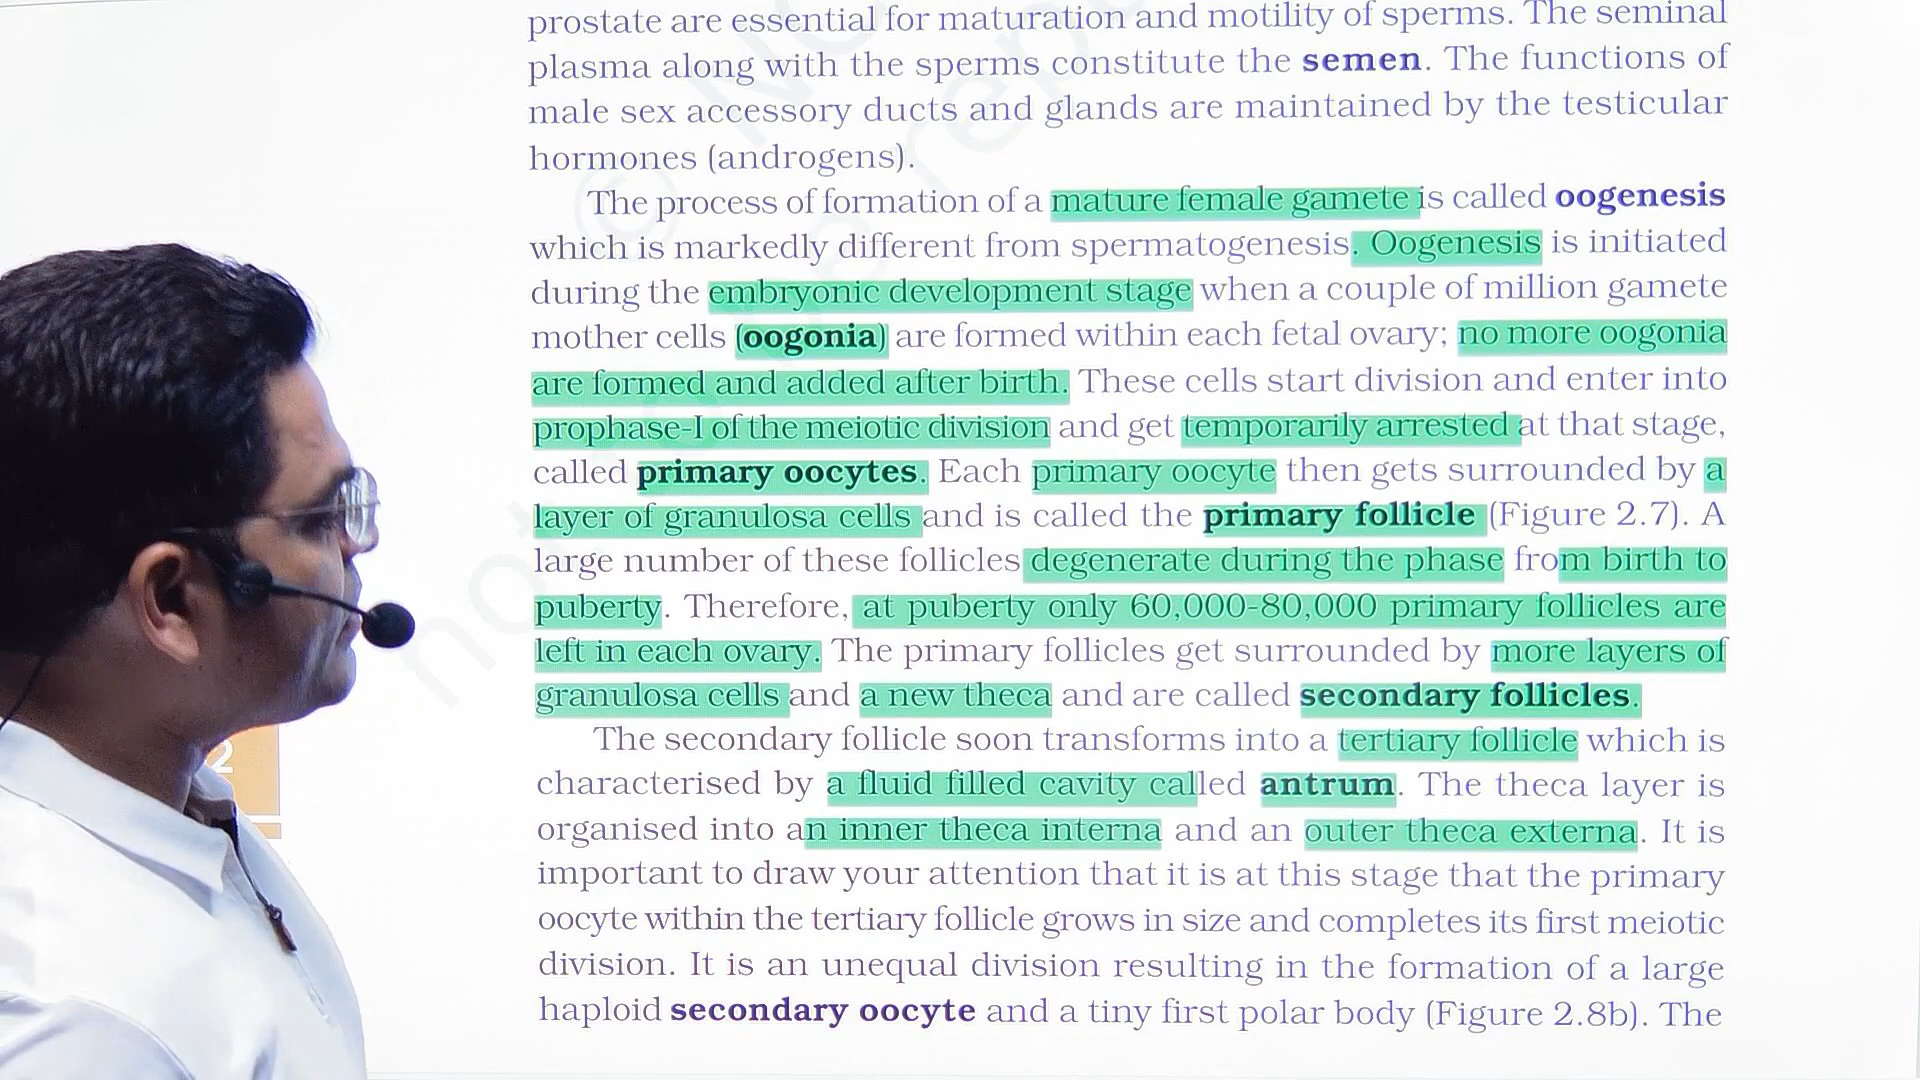 prostate are essential for maturation and motility of sperms. The seminal
plasma along with the sperms constitute the semen. The functions of
male sex accessory ducts and glands are maintained by the testicular
hormones (androgens).
The process of formation of a mature female gamete is called oogenesis
which is markedly different from spermatogenesis. Oogenesis is initiated
during the embryonic development stage when a couple of million gamete
mother cells (oogonia) are formed within each fetal ovary; no more oogonia
are formed and added after birth. These cells start division and enter into
prophase-I of the meiotic division and get temporarily arrested at that stage,
called primary oocytes. Each primary oocyte then gets surrounded by a
layer of granulosa cells and is called the primary follicle (Figure 2.7). A
large number of these follicles degenerate during the phase from birth to
puberty. Therefore, at puberty only 60,000-80,000 primary follicles are
left in each ovary. The primary follicles get surrounded by more layers of
granulosa cells and a new theca and are called secondary follicles.
The secondary follicle soon transforms into a tertiary follicle which is
characterised by a fluid filled cavity called antrum. The theca layer is
organised into an inner theca interna and an outer theca externa. It is
important to draw your attention that it is at this stage that the primary
oocyte within the tertiary follicle grows in size and completes its first meiotic
division. It is an unequal division resulting in the formation of a large
haploid secondary oocyte and a tiny first polar body (Figure 2.8b). The
2